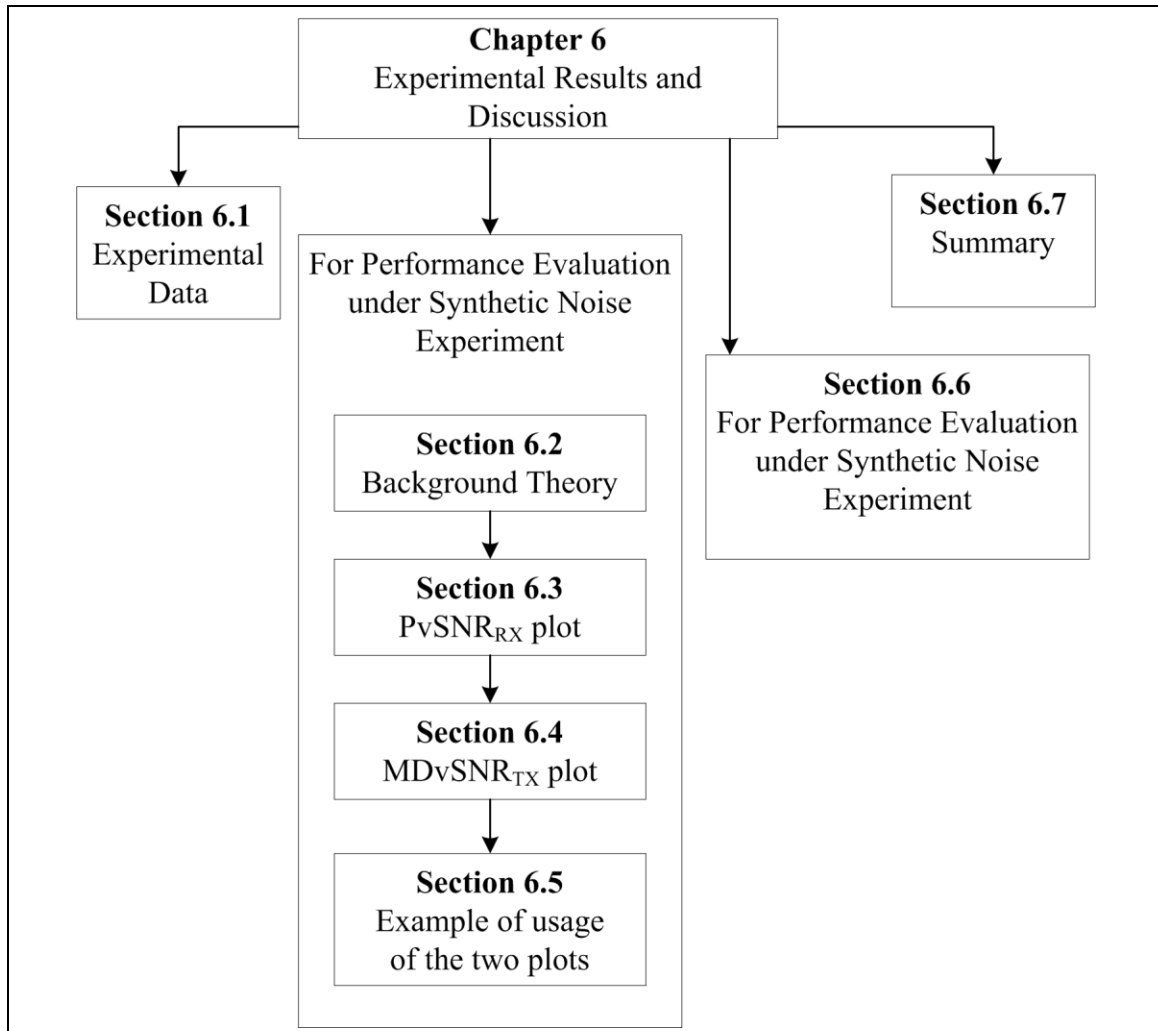 Chapter 6
Experimental Results and
Discussion
Section 6.1
Experimental
Data
For Performance Evaluation
under Synthetic Noise
Experiment
Section 6.2
Background Theory
Section 6.3
PvSNRRX plot
Section 6.4
MDvSNRTX plot
Section 6.5
Example of usage
of the two plots
Section 6.6
For Performance Evaluation
under Synthetic Noise
Experiment
Section 6.7
Summary